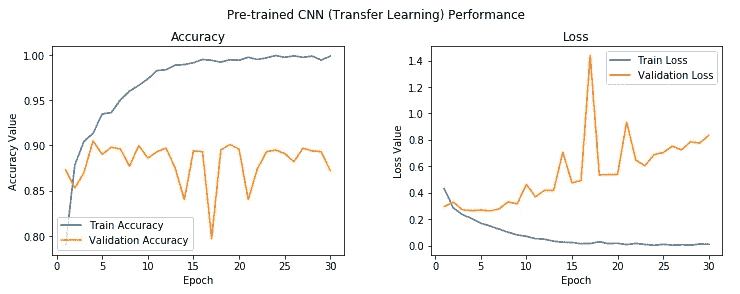 Pre-trained CNN (Transfer Learning) Performance
Accuracy
Accuracy Value
1.00
0.95
0.90
0.85
0.80
Train Accuracy
Validation Accuracy
0 5 10 15 20 25 30
Epoch
Loss
Loss Value
1.4
1.2
1.0
0.8
0.6
0.4
0.2
0.0
Train Loss
Validation Loss
0 5 10 15 20 25 30
Epoch